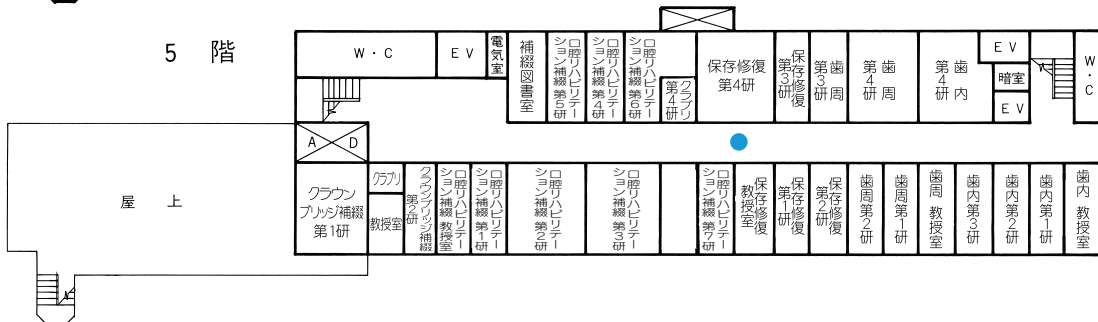 5 階
W・C
EV
電気室
補綴図書室
口腔リハビリテー
ション補綴 第5研
口腔リハビリテー
ション補綴 第4研
口腔リハビリテー
ション補綴 第6研
クラブリ
第4研
保存修復
第4研
保存修復
第3研
歯周
第3研
歯周
第4研
歯内
第4研
EV
暗室
EV
W・C
A D
屋上
クラウン
ブリッジ補綴
第1研
クラブリ
教授室
クラウンブリッジ補綴
第2研
口腔リハビリテー
ション補綴 教授室
口腔リハビリテー
ション補綴 第1研
口腔リハビリテー
ション補綴 第2研
口腔リハビリテー
ション補綴 第3研
口腔リハビリテー
ション補綴 第7研
保存修復
教授室
保存修復
第1研
保存修復
第2研
歯周第2研
歯周第1研
歯周 教授室
歯内第3研
歯内第2研
歯内第1研
歯内 教授室